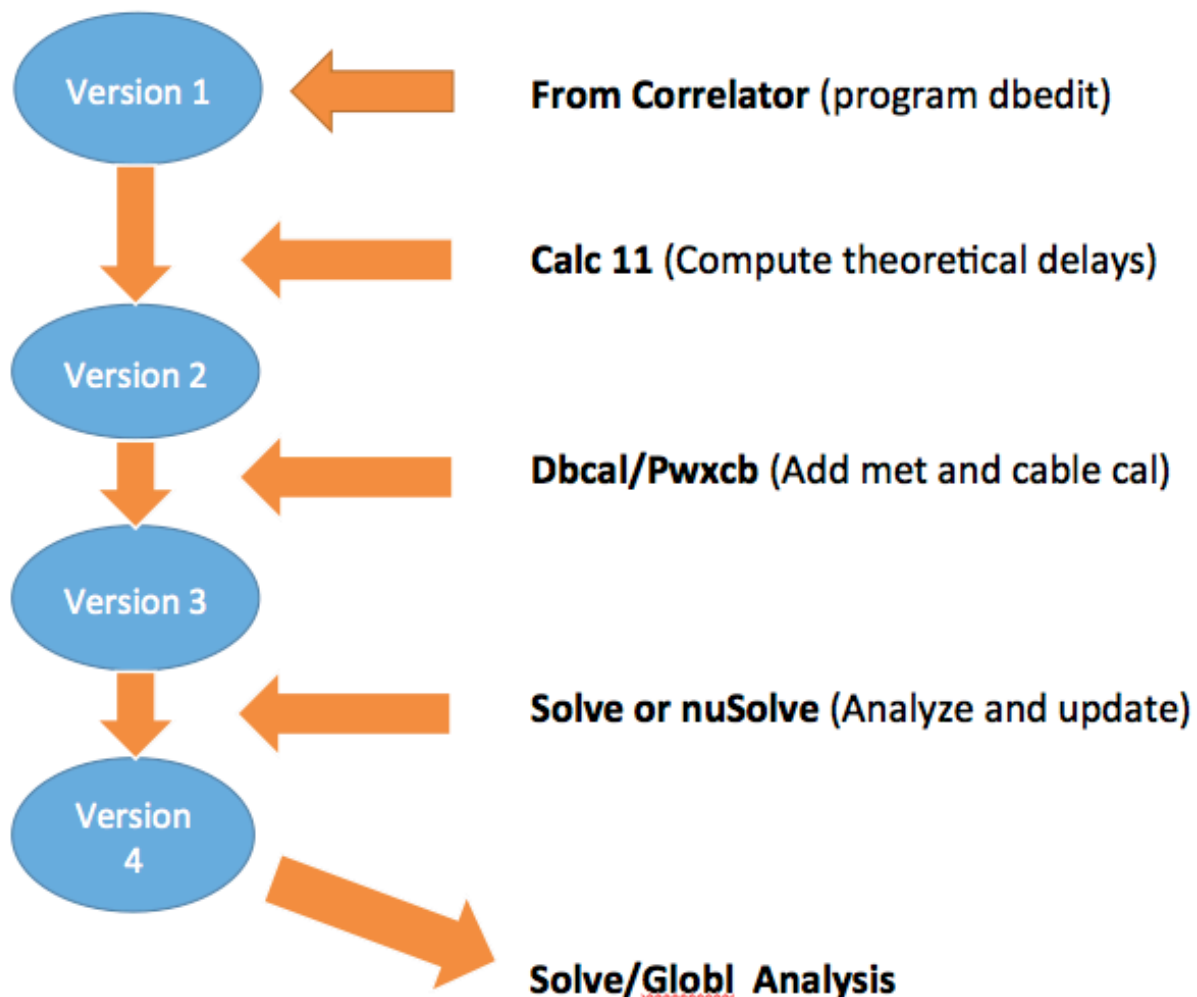 Version 1
From Correlator (program dbedit)
Calc 11 (Compute theoretical delays)
Version 2
Dbcal/Pwxcb (Add met and cable cal)
Version 3
Solve or nuSolve (Analyze and update)
Version
4
Solve/Globl Analysis